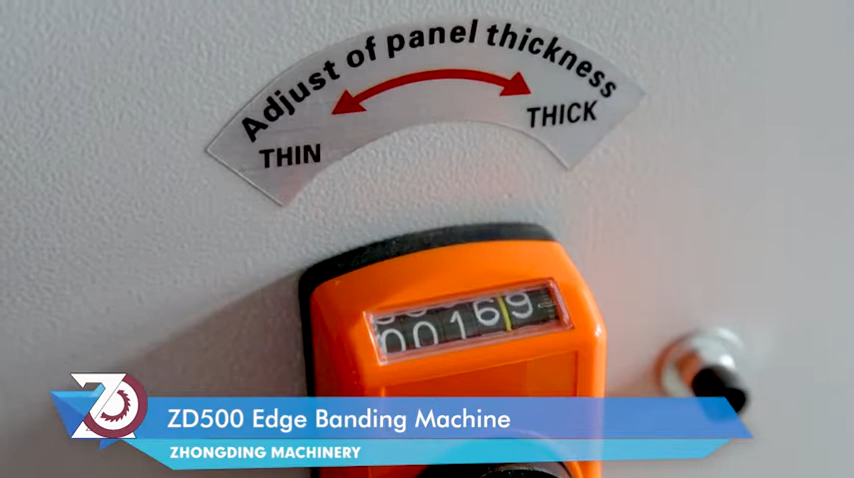 Adjust of panel thickness
THIN
THICK
00169
ZD500 Edge Banding Machine
ZHONGDING MACHINERY